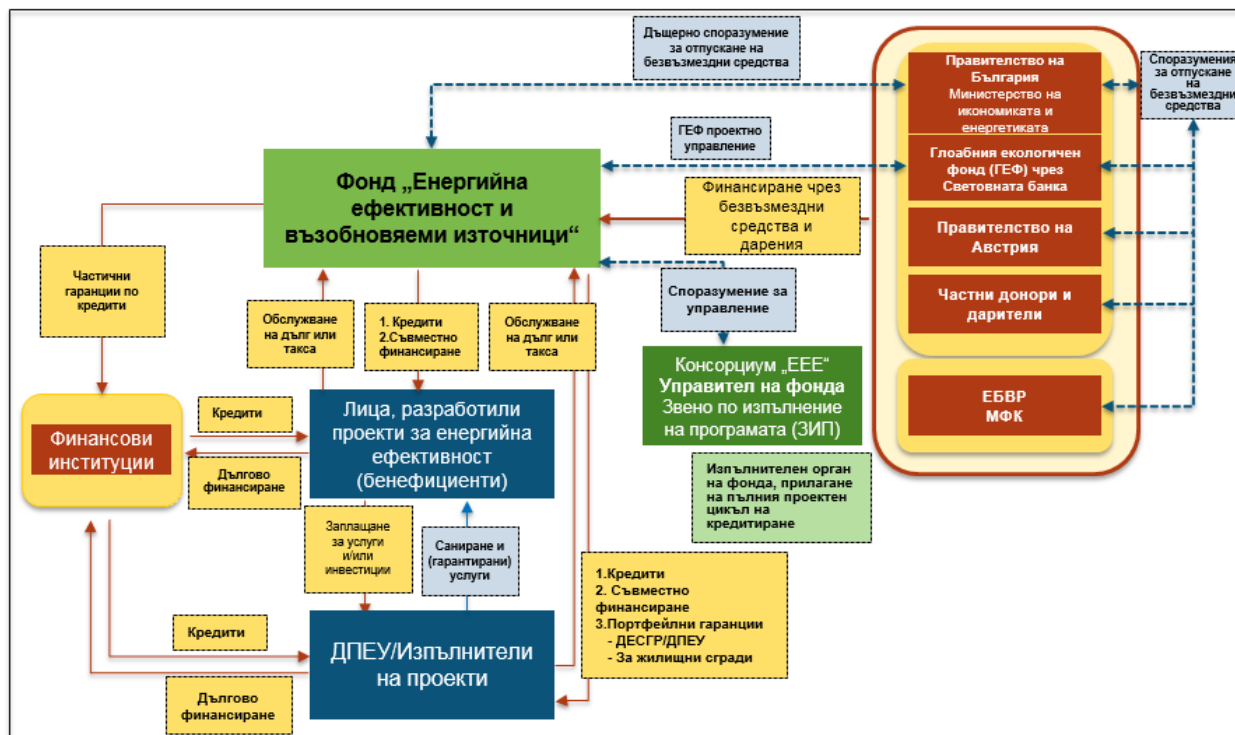 Дъщерно споразумение
за отпускане на
безвъзмездни средства
Правителство на
България
Министерство на
икономиката и
енергетиката
Споразумения
за отпускане
на
безвъзмездни
средства
ГЕФ проектно
управление
Глоабния екологичен
фонд (ГЕФ) чрез
Световната банка
Фонд „Енергийна
ефективност и
възобновяеми източници“
Финансиране чрез
безвъзмездни
средства и
дарения
Правителство на
Австрия
Частични
гаранции по
кредити
Споразумение за
управление
Частни донори и
дарители
Обслужване
на дълг или
такса
1. Кредити
2.Съвместно
финансиране
Обслужване
на дълг или
такса
Консорциум „ЕЕЕ“
Управител на фонда
Звено по изпълнение
на програмата (ЗИП)
ЕБВР
МФК
Финансови
институции
Кредити
Лица, разработили
проекти за енергийна
ефективност
(бенефициенти)
Дългово
финансиране
Изпълнителен орган
на фонда, прилагане
на пълния проектен
цикъл на
кредитиране
Заплащане
за услуги
и/или
инвестиции
Саниране и
(гарантирани)
услуги
1.Кредити
2. Съвместно
финансиране
3.Портфейлни гаранции
- ДЕСГР/ДПЕУ
- За жилищни сгради
Кредити
ДПЕУ/Изпълнители
на проекти
Дългово
финансиране